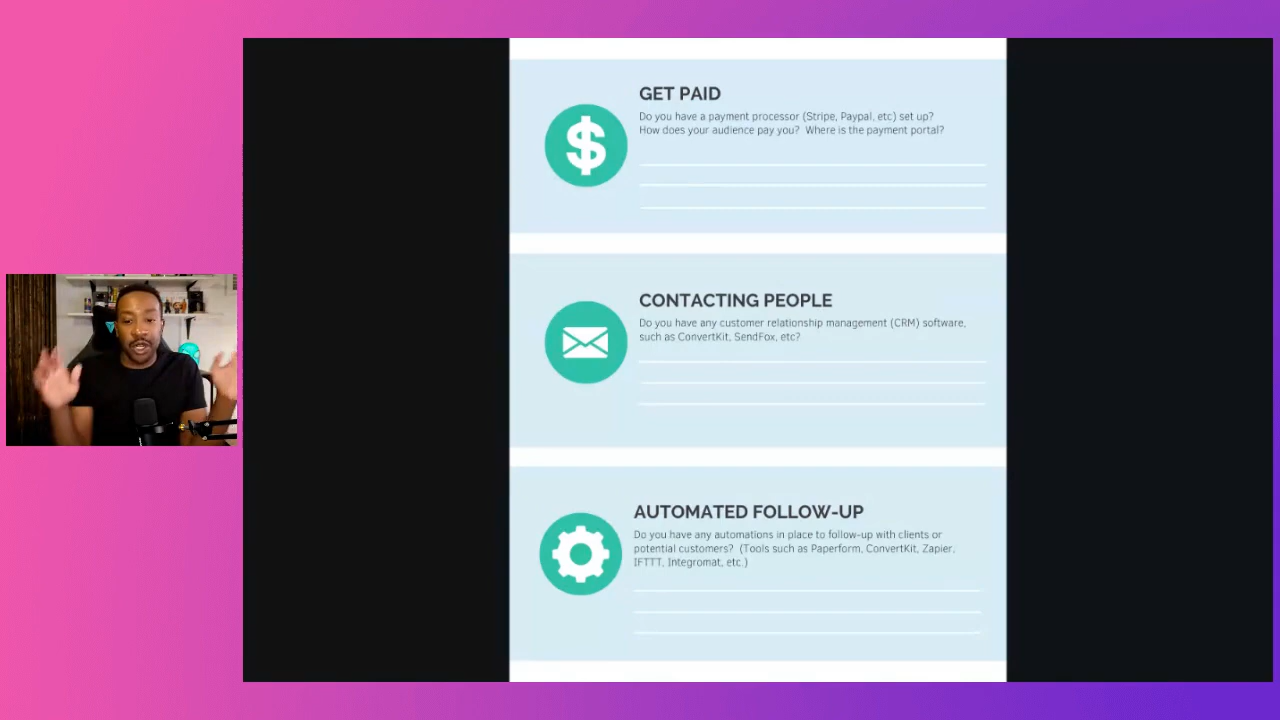 GET PAID
Do you have a payment processor (Stripe, Paypal, etc) set up?
How does your audience pay you? Where is the payment portal?
CONTACTING PEOPLE
Do you have any customer relationship management (CRM) software,
such as ConvertKit, SendFox, etc?
AUTOMATED FOLLOW-UP
Do you have any automations in place to follow-up with clients or
potential customers? (Tools such as Paperform, ConvertKit, Zapier,
IFTTT, Integromat, etc.)